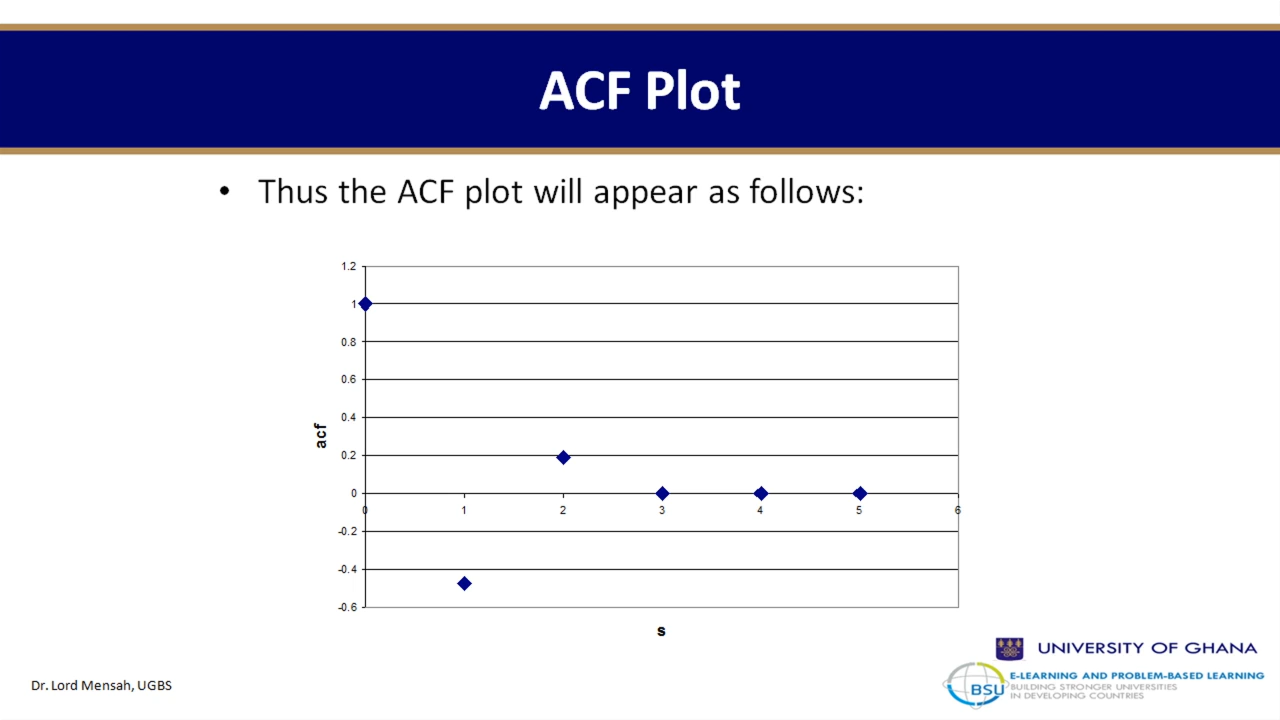 ACF Plot
• Thus the ACF plot will appear as follows:
1.2
1
0.8
0.6
0.4
0.2
0
-0.2
-0.4
-0.6
0 1 2 3 4 5 6
acf
s
UNIVERSITY OF GHANA
Dr. Lord Mensah, UGBS
BSU
E-LEARNING AND PROBLEM-BASED LEARNING
BUILDING STRONGER UNIVERSITIES
IN DEVELOPING COUNTRIES